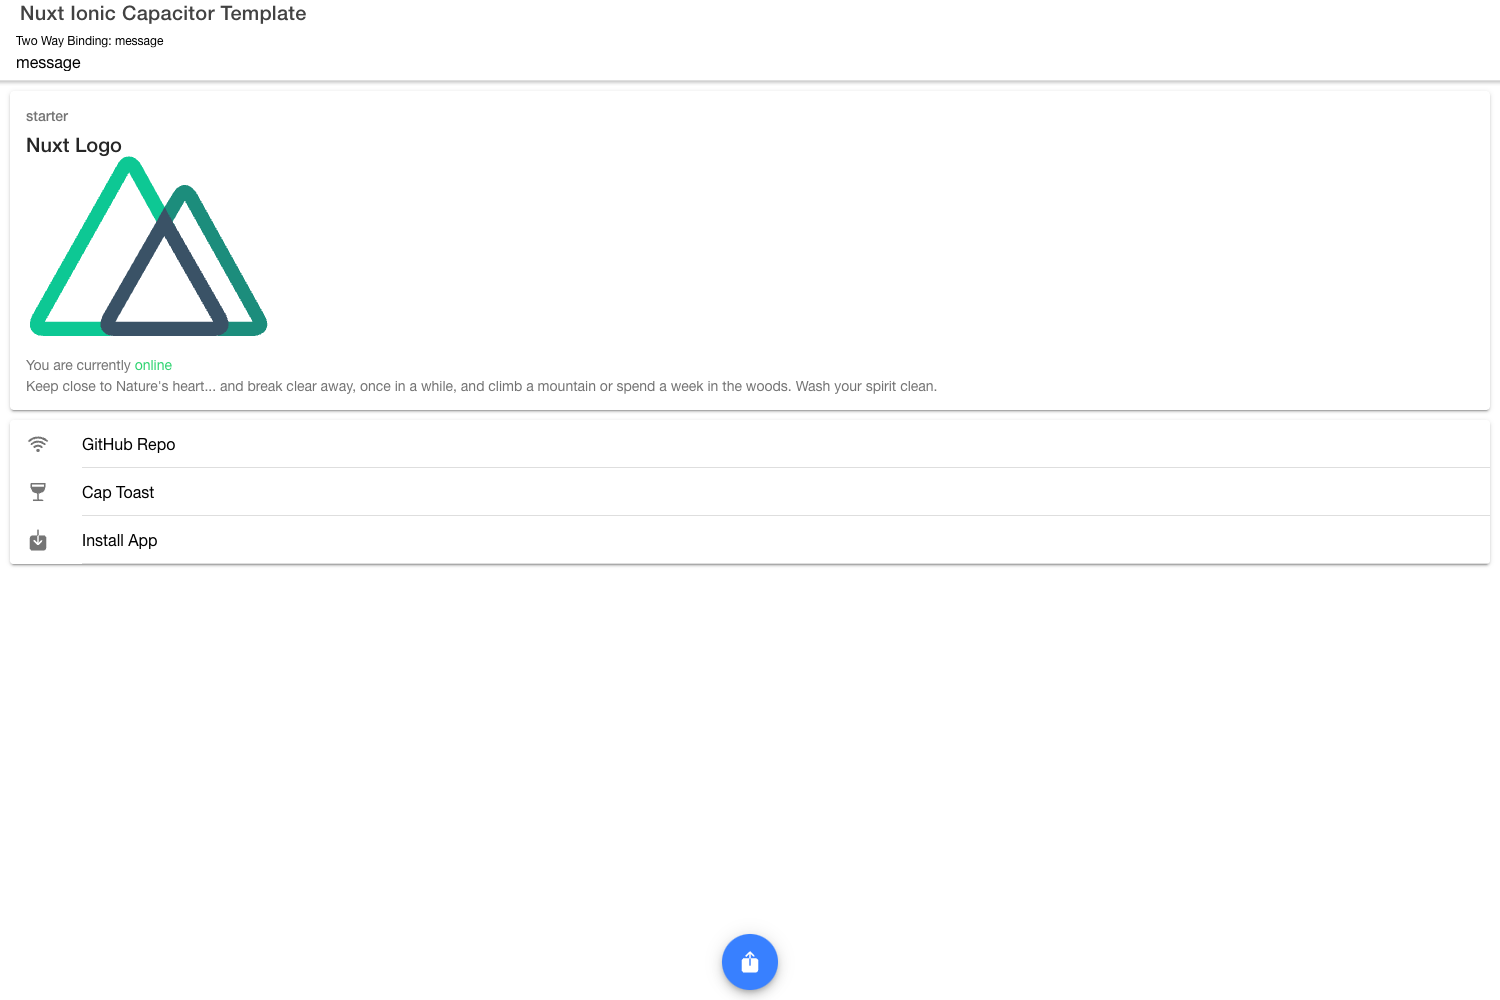 Nuxt Ionic Capacitor Template
Two Way Binding: message
message
starter
Nuxt Logo
You are currently online
Keep close to Nature's heart... and break clear away, once in a while, and climb a mountain or spend a week in the woods. Wash your spirit clean.
GitHub Repo
Cap Toast
Install App